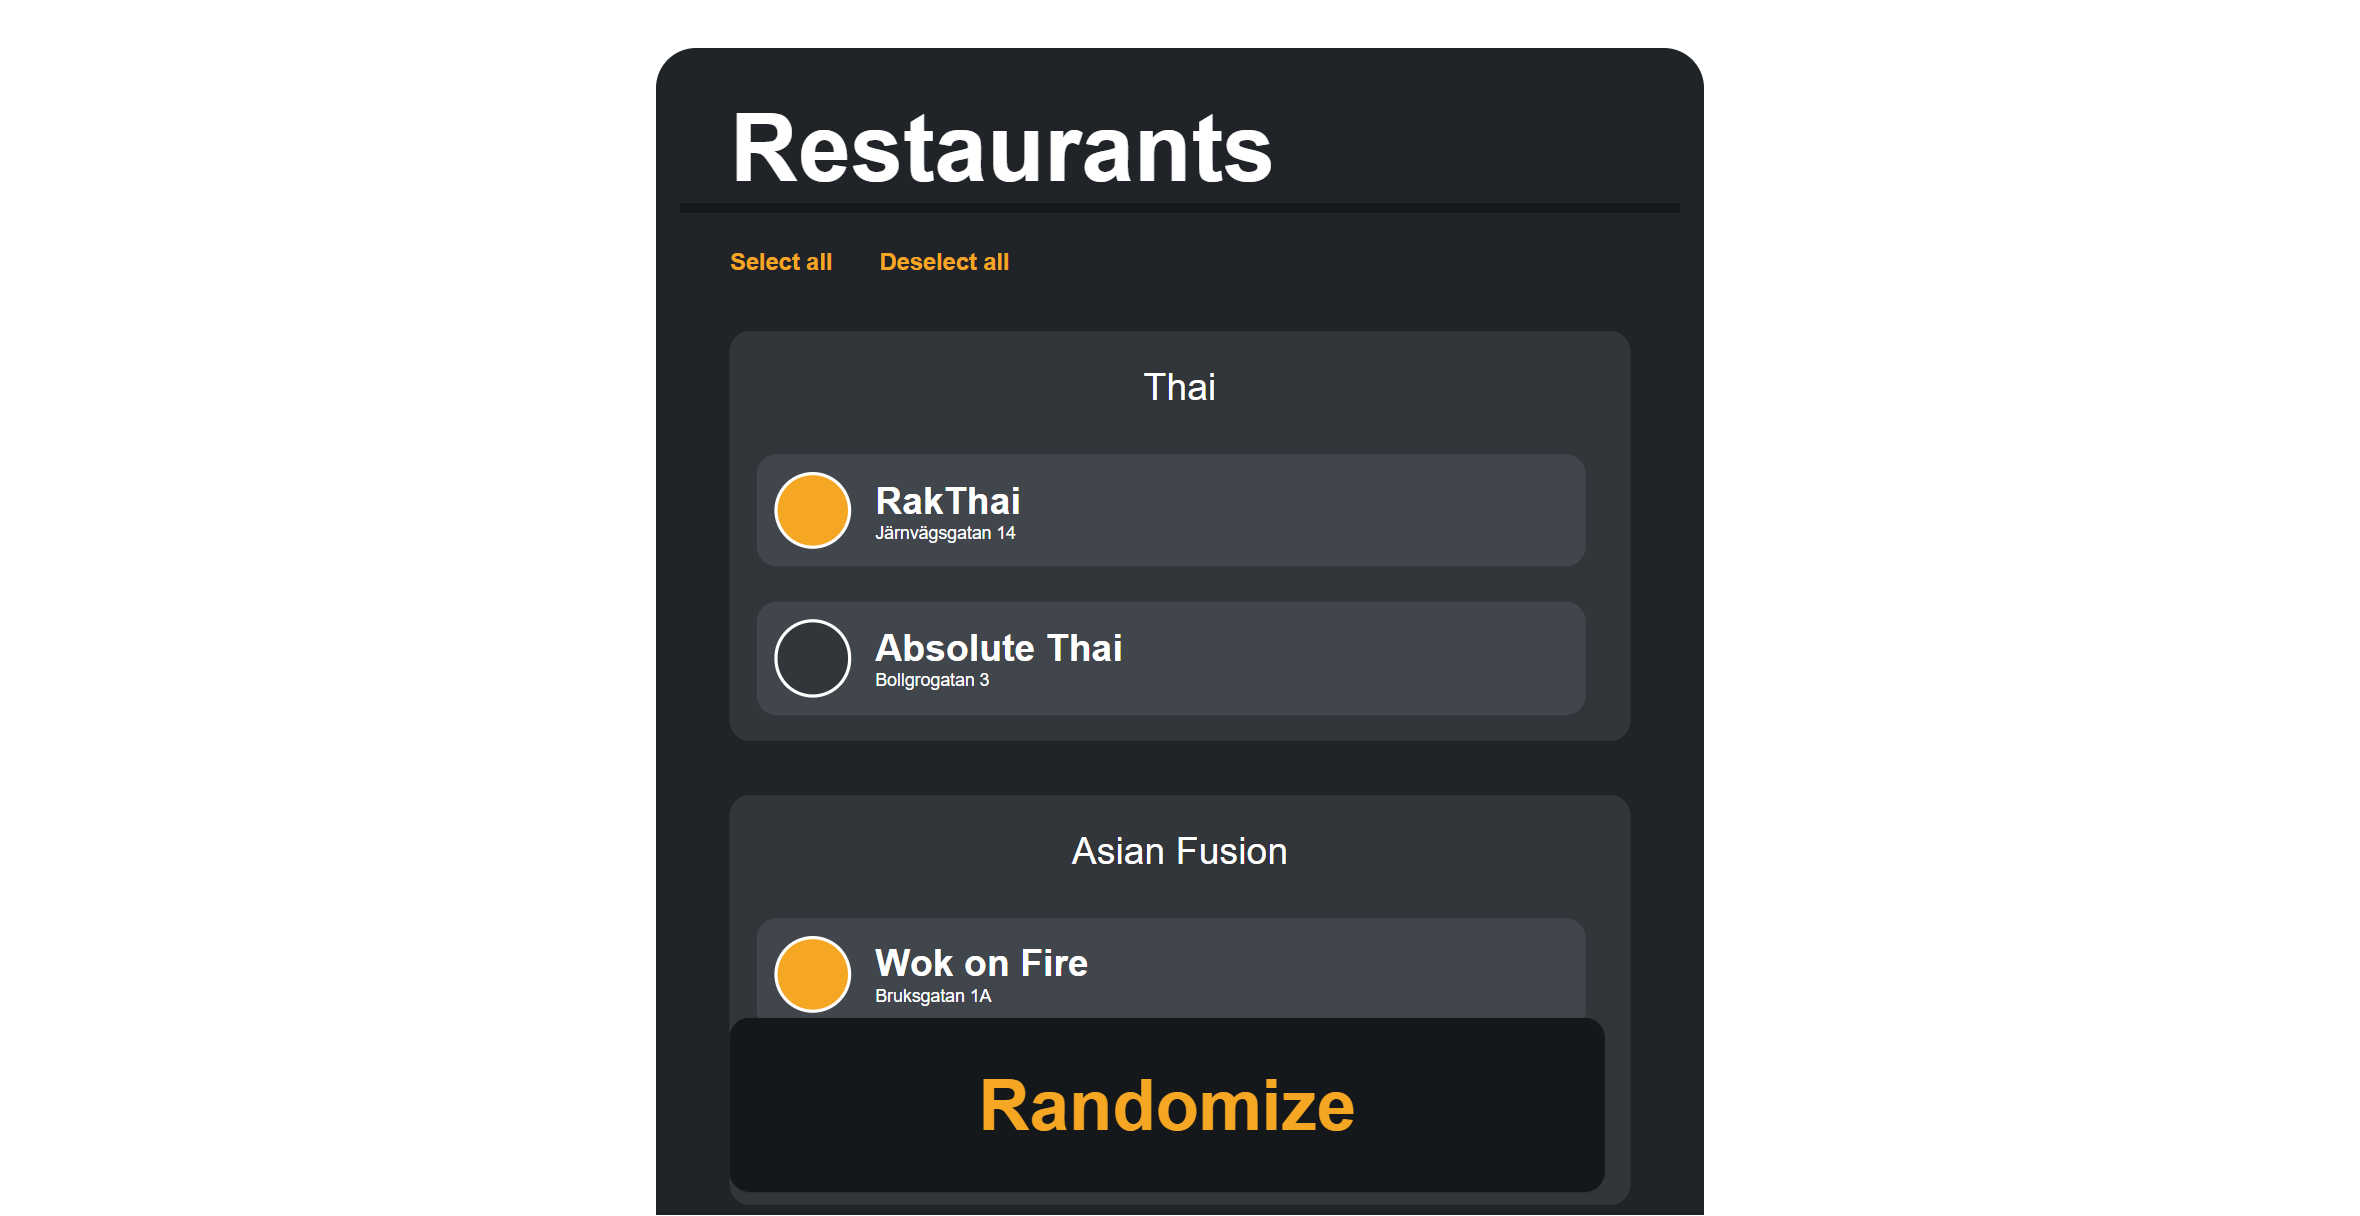 Restaurants
Select all Deselect all
Thai
RakThai
Järnvägsgatan 14
Absolute Thai
Bollgrogatan 3
Asian Fusion
Wok on Fire
Bruksgatan 1A
Randomize